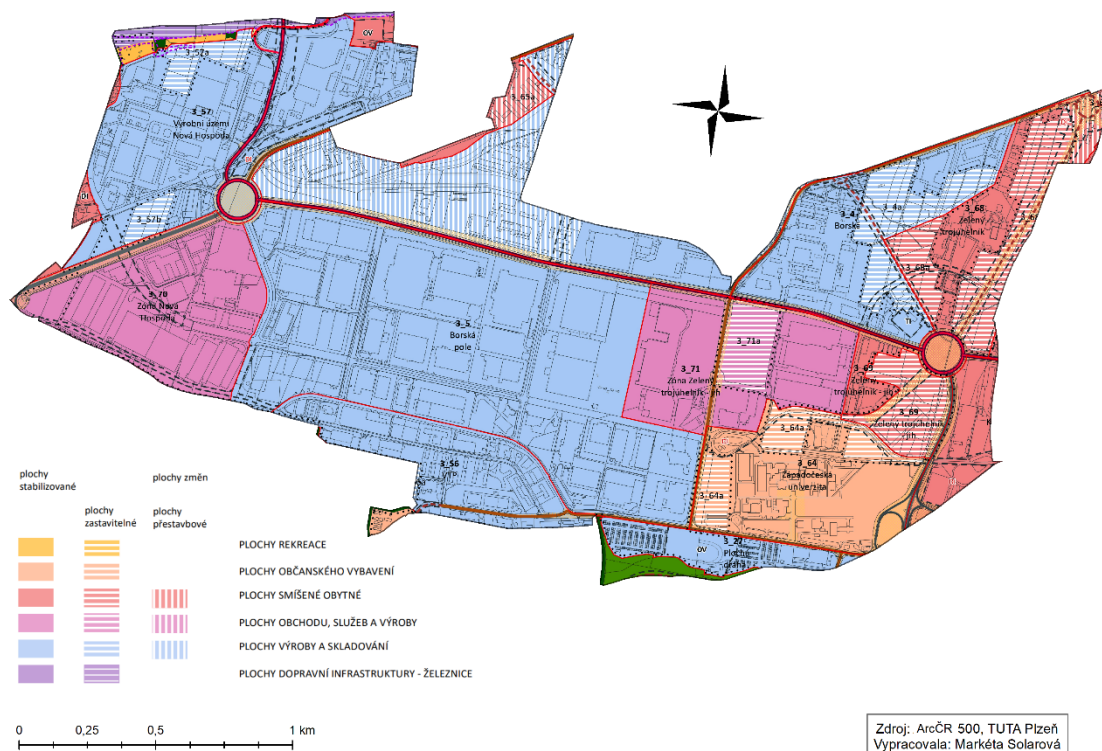 OV
3_57a
3_57
Výrobní území
Nová Hospoda
3_65a
3_57b
3_70
Zóna Nová
Hospoda
3_5
Borská
pole
3_4
Borská
3_4a
3_68
Zelený
trojúhelník
3_68a
TI
3_71a
3_71
Zóna Zelený
trojúhelník - jih
3_69
Zelený
trojúhelník - jih
3_69
Zelený trojúhelník
- jih
3_64a
3_64
Západočeská
univerzita
3_64a
3_56
OV
3_27
plochy
stabilizované
plochy změn
plochy
zastavitelné
plochy
přestavbové
PLOCHY REKREACE
PLOCHY OBČANSKÉHO VYBAVENÍ
PLOCHY SMÍŠENÉ OBYTNÉ
PLOCHY OBCHODU, SLUŽEB A VÝROBY
PLOCHY VÝROBY A SKLADOVÁNÍ
PLOCHY DOPRAVNÍ INFRASTRUKTURY - ŽELEZNICE
0 0,25 0,5 1 km
Zdroj: ArcČR 500, TUTA Plzeň
Vypracovala: Markéta Solarová